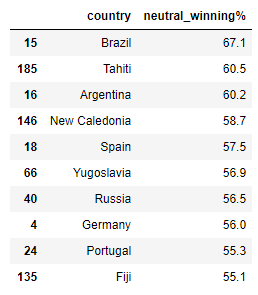 country neutral_winning%
15 Brazil 67.1
185 Tahiti 60.5
16 Argentina 60.2
146 New Caledonia 58.7
18 Spain 57.5
66 Yugoslavia 56.9
40 Russia 56.5
4 Germany 56.0
24 Portugal 55.3
135 Fiji 55.1